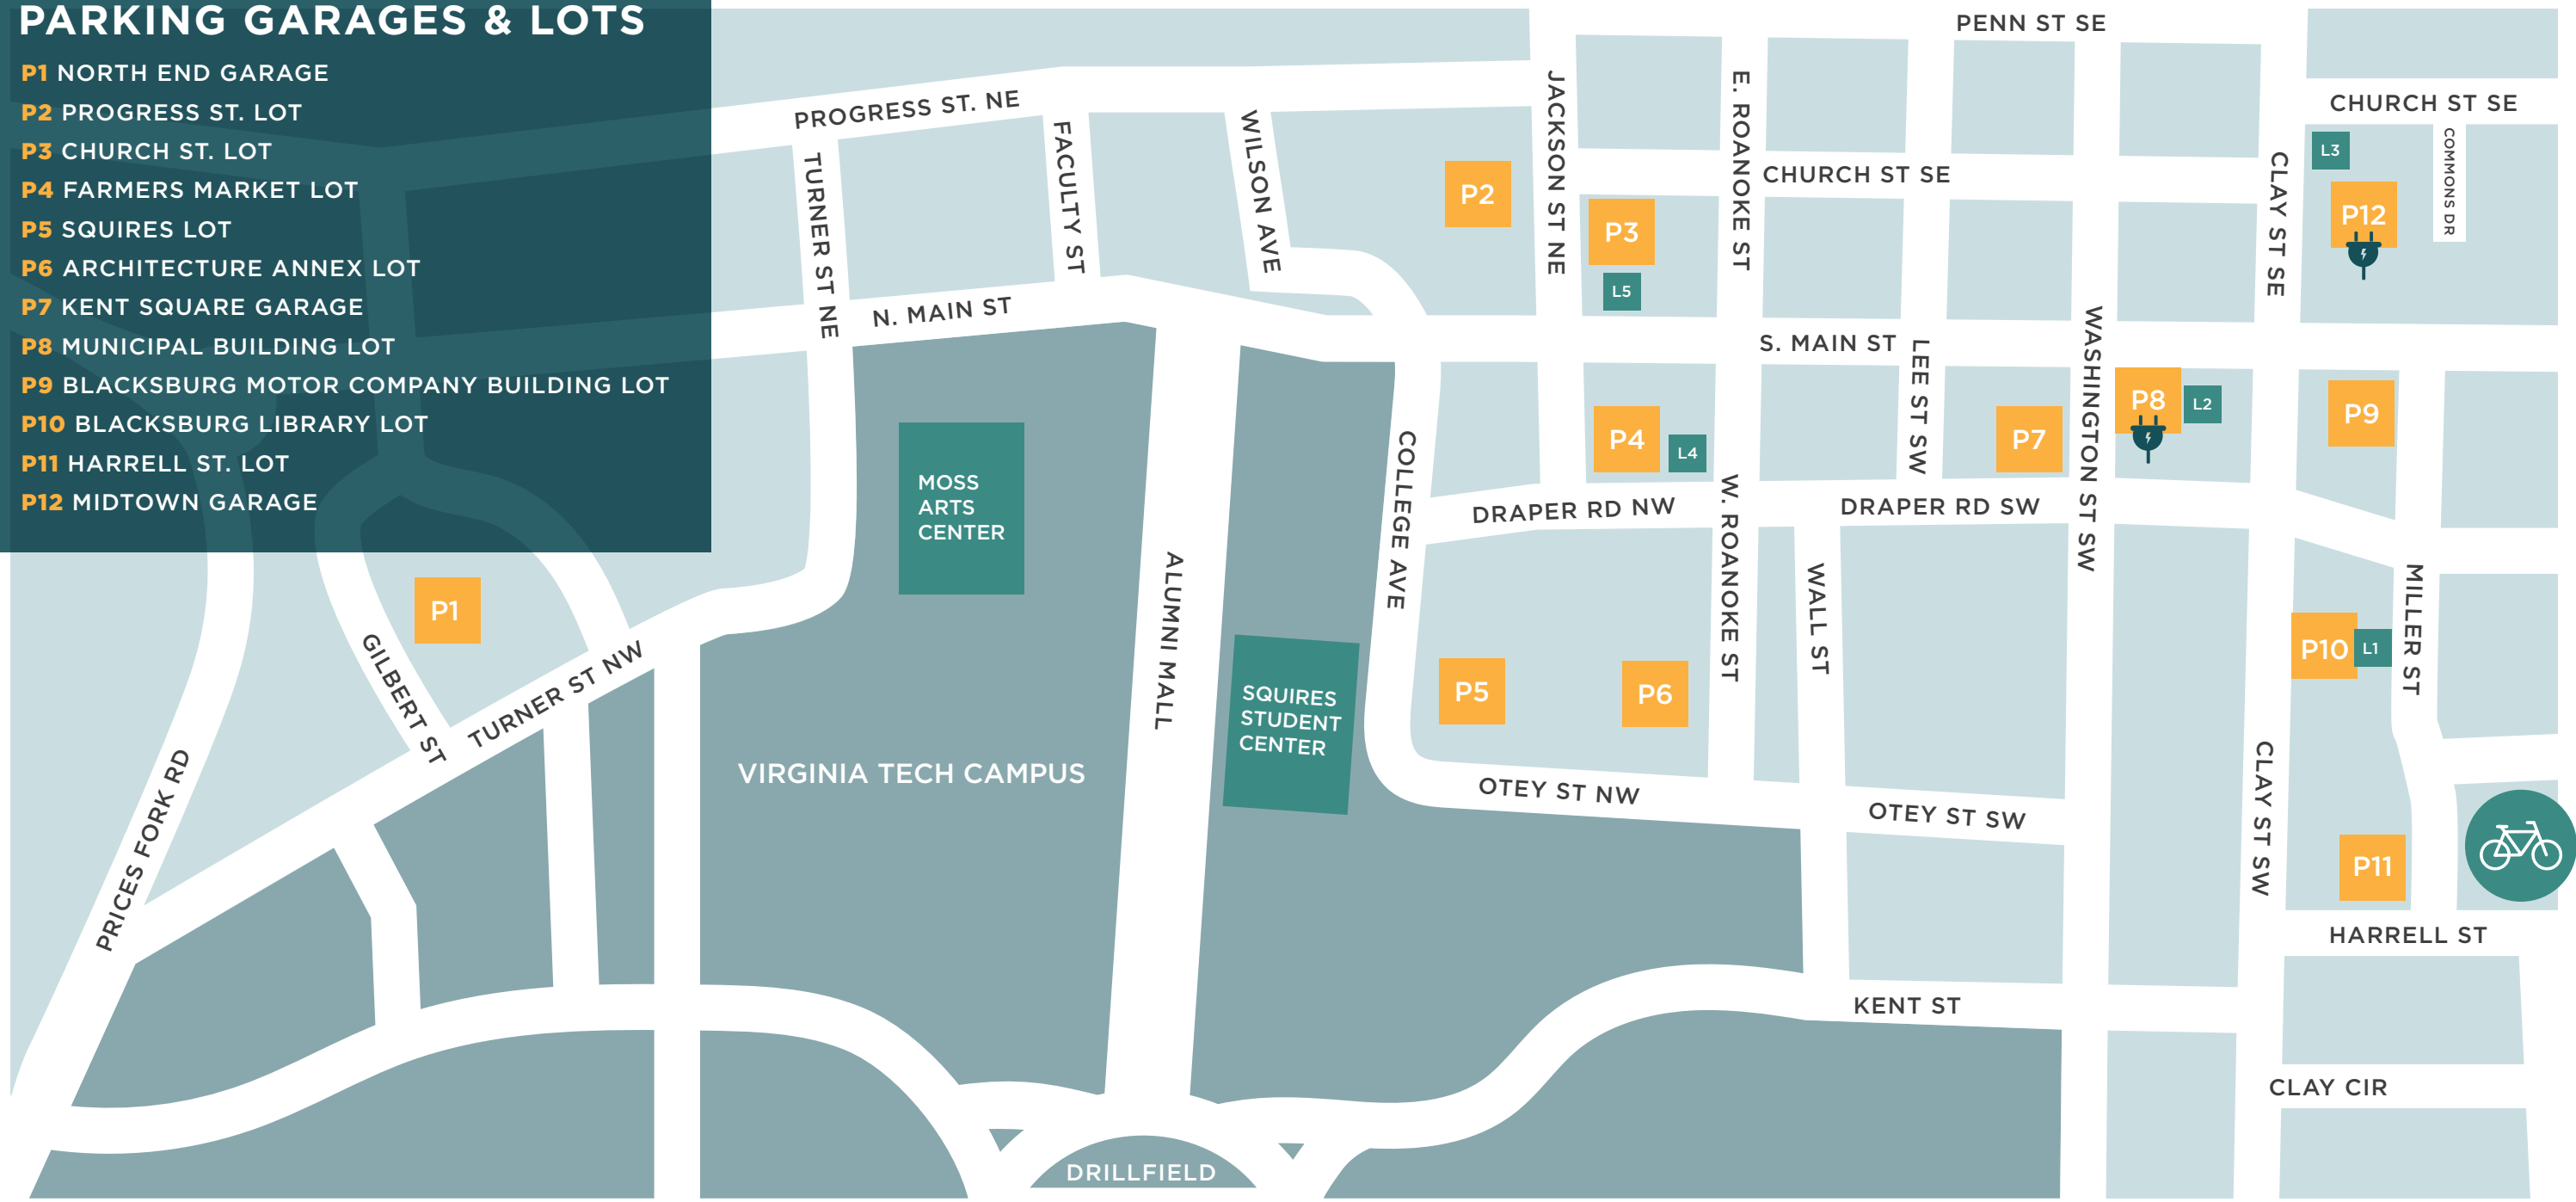 PARKING GARAGES & LOTS
P1 NORTH END GARAGE
P2 PROGRESS ST. LOT
P3 CHURCH ST. LOT
P4 FARMERS MARKET LOT
P5 SQUIRES LOT
P6 ARCHITECTURE ANNEX LOT
P7 KENT SQUARE GARAGE
P8 MUNICIPAL BUILDING LOT
P9 BLACKSBURG MOTOR COMPANY BUILDING LOT
P10 BLACKSBURG LIBRARY LOT
P11 HARRELL ST. LOT
P12 MIDTOWN GARAGE
PENN ST SE
PROGRESS ST. NE
CHURCH ST SE
TURNER ST NE
FACULTY ST
WILSON AVE
JACKSON ST NE
E. ROANOKE ST
CHURCH ST SE
CLAY ST SE
COMMONS DR
L3
P2
P3
P12
L5
N. MAIN ST
S. MAIN ST
LEE ST SW
WASHINGTON ST SW
P4
L4
P7
P8
L2
P9
MOSS
ARTS
CENTER
COLLEGE AVE
DRAPER RD NW
DRAPER RD SW
W. ROANOKE ST
WALL ST
ALUMNI MALL
MILLER ST
P1
GILBERT ST
TURNER ST NW
SQUIRES
STUDENT
CENTER
P5
P6
P10
L1
PRICES FORK RD
VIRGINIA TECH CAMPUS
OTEY ST NW
OTEY ST SW
CLAY ST SW
P11
HARRELL ST
KENT ST
CLAY CIR
DRILLFIELD